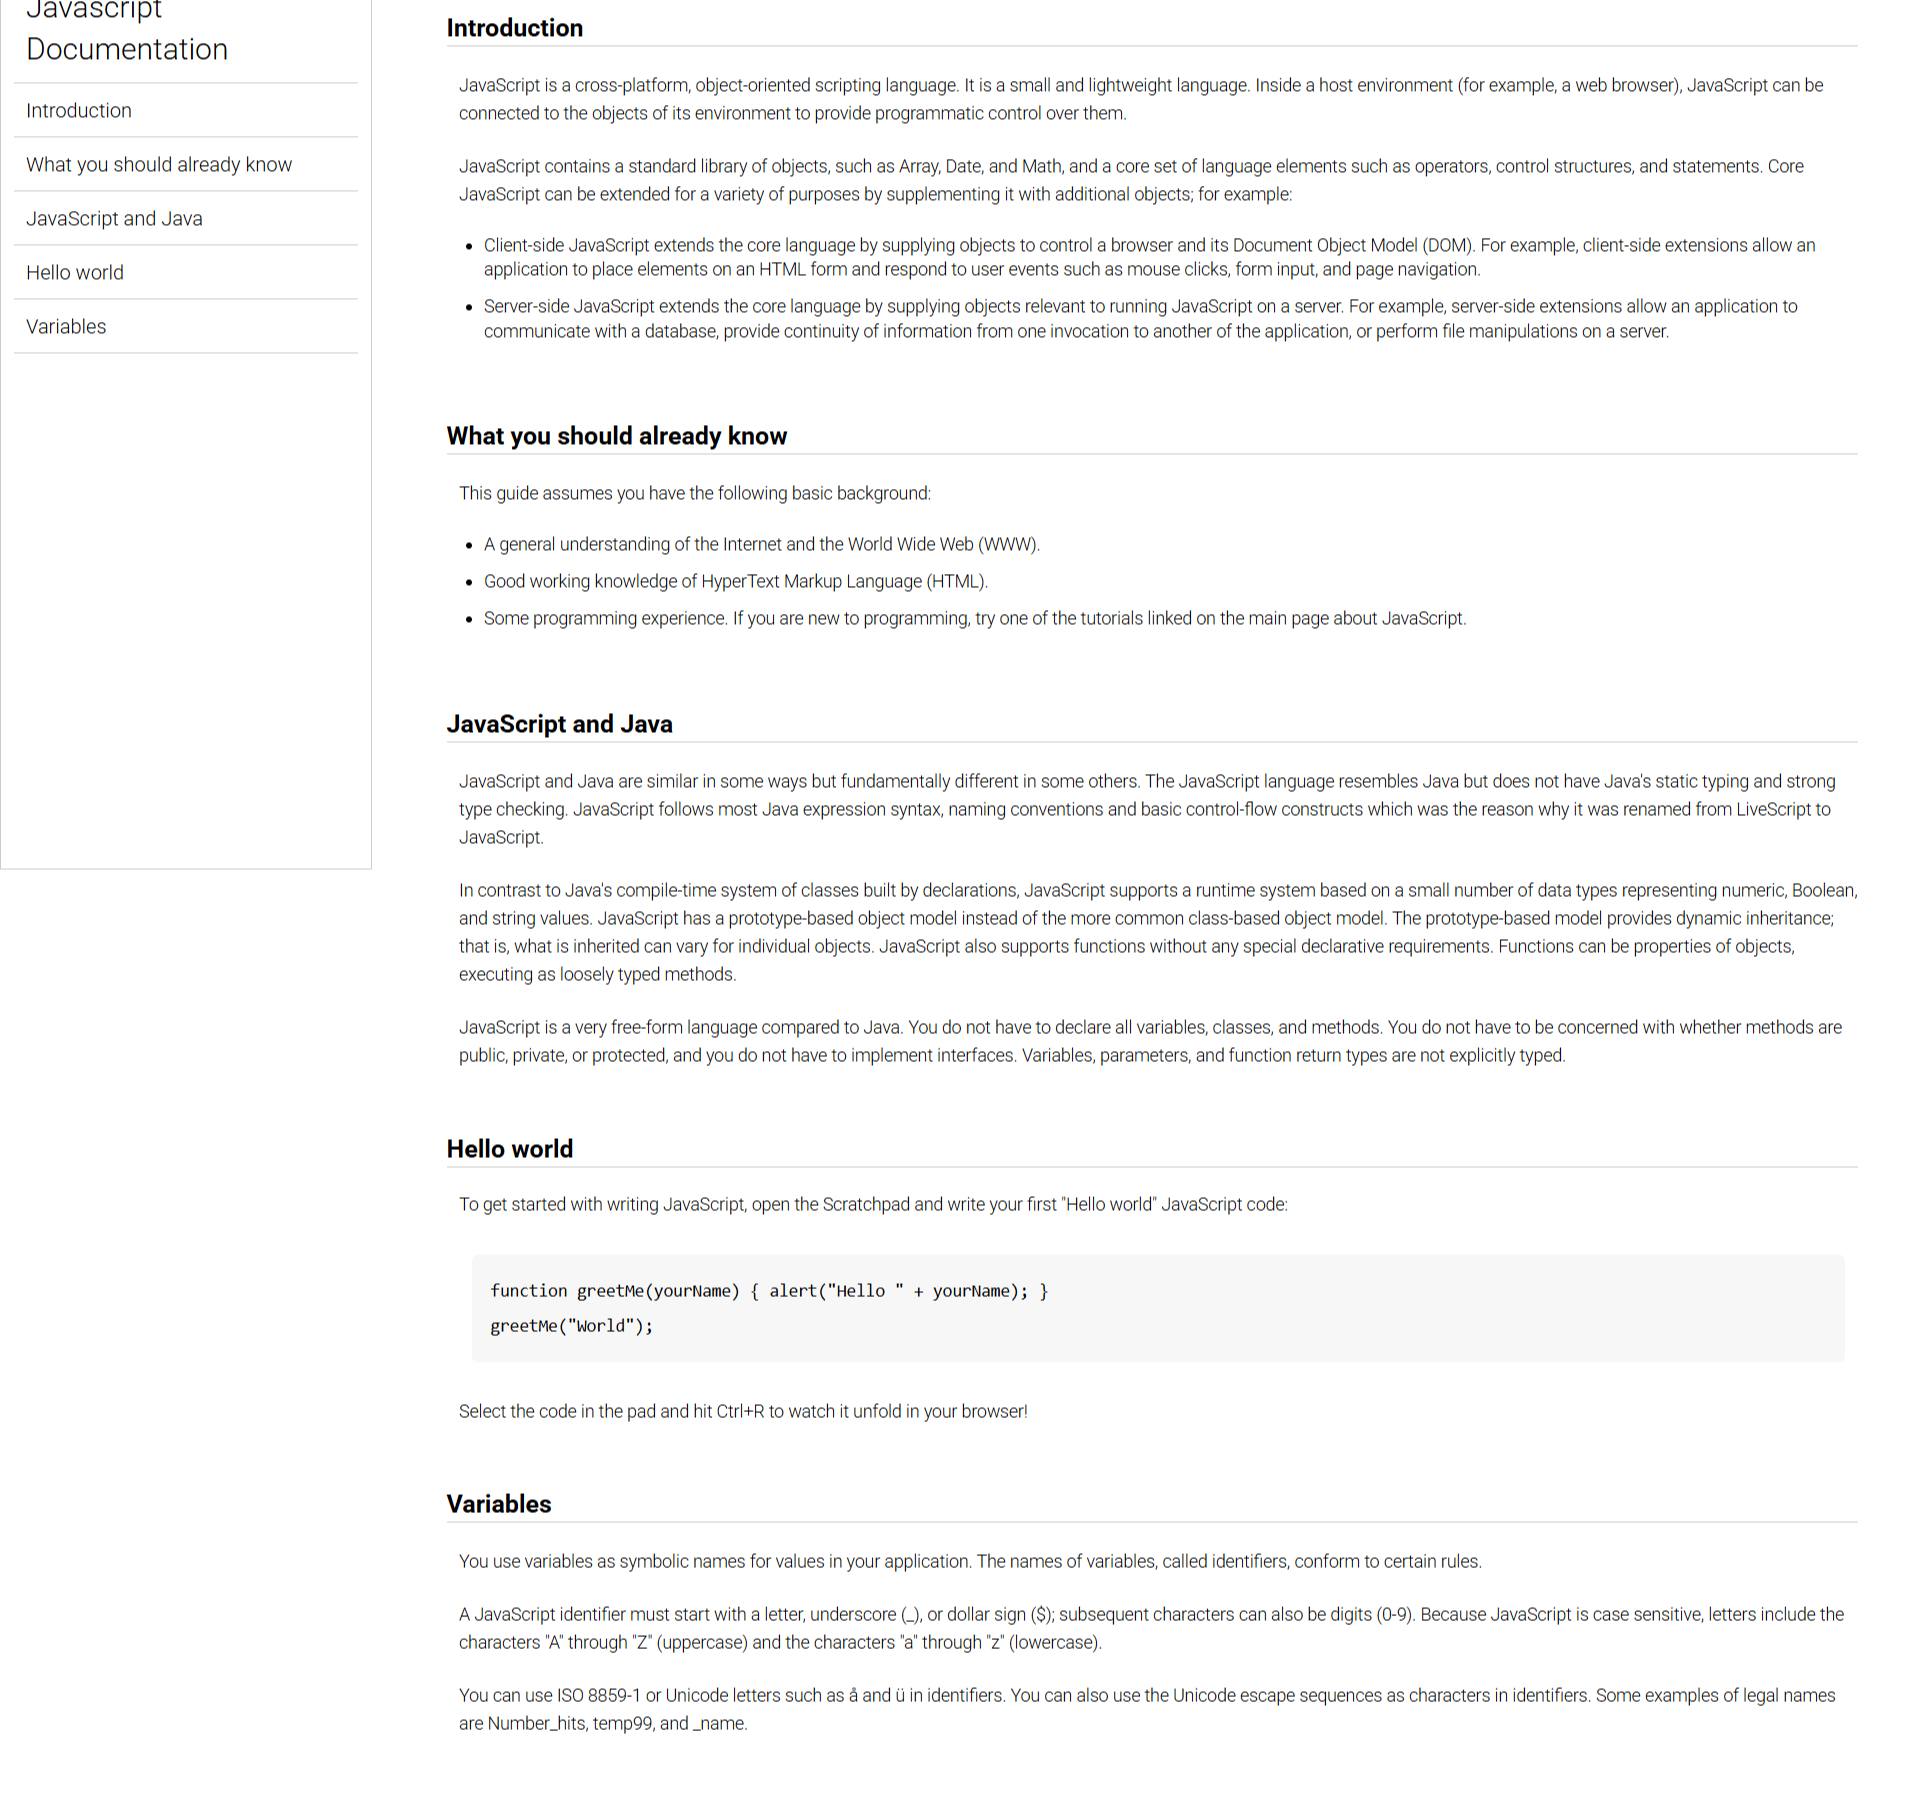 Javascript
Documentation
Introduction
What you should already know
JavaScript and Java
Hello world
Variables
Introduction
JavaScript is a cross-platform, object-oriented scripting language. It is a small and lightweight language. Inside a host environment (for example, a web browser), JavaScript can be
connected to the objects of its environment to provide programmatic control over them.
JavaScript contains a standard library of objects, such as Array, Date, and Math, and a core set of language elements such as operators, control structures, and statements. Core
JavaScript can be extended for a variety of purposes by supplementing it with additional objects; for example:
• Client-side JavaScript extends the core language by supplying objects to control a browser and its Document Object Model (DOM). For example, client-side extensions allow an
application to place elements on an HTML form and respond to user events such as mouse clicks, form input, and page navigation.
• Server-side JavaScript extends the core language by supplying objects relevant to running JavaScript on a server. For example, server-side extensions allow an application to
communicate with a database, provide continuity of information from one invocation to another of the application, or perform file manipulations on a server.
What you should already know
This guide assumes you have the following basic background:
• A general understanding of the Internet and the World Wide Web (WWW).
• Good working knowledge of HyperText Markup Language (HTML).
• Some programming experience. If you are new to programming, try one of the tutorials linked on the main page about JavaScript.
JavaScript and Java
JavaScript and Java are similar in some ways but fundamentally different in some others. The JavaScript language resembles Java but does not have Java's static typing and strong
type checking. JavaScript follows most Java expression syntax, naming conventions and basic control-flow constructs which was the reason why it was renamed from LiveScript to
JavaScript.
In contrast to Java's compile-time system of classes built by declarations, JavaScript supports a runtime system based on a small number of data types representing numeric, Boolean,
and string values. JavaScript has a prototype-based object model instead of the more common class-based object model. The prototype-based model provides dynamic inheritance;
that is, what is inherited can vary for individual objects. JavaScript also supports functions without any special declarative requirements. Functions can be properties of objects,
executing as loosely typed methods.
JavaScript is a very free-form language compared to Java. You do not have to declare all variables, classes, and methods. You do not have to be concerned with whether methods are
public, private, or protected, and you do not have to implement interfaces. Variables, parameters, and function return types are not explicitly typed.
Hello world
To get started with writing JavaScript, open the Scratchpad and write your first "Hello world" JavaScript code:
function greetMe(yourName) { alert("Hello " + yourName); }
greetMe("World");
Select the code in the pad and hit Ctrl+R to watch it unfold in your browser!
Variables
You use variables as symbolic names for values in your application. The names of variables, called identifiers, conform to certain rules.
A JavaScript identifier must start with a letter, underscore (_), or dollar sign ($); subsequent characters can also be digits (0-9). Because JavaScript is case sensitive, letters include the
characters "A" through "Z" (uppercase) and the characters "a" through "z" (lowercase).
You can use ISO 8859-1 or Unicode letters such as å and ü in identifiers. You can also use the Unicode escape sequences as characters in identifiers. Some examples of legal names
are Number_hits, temp99, and _name.